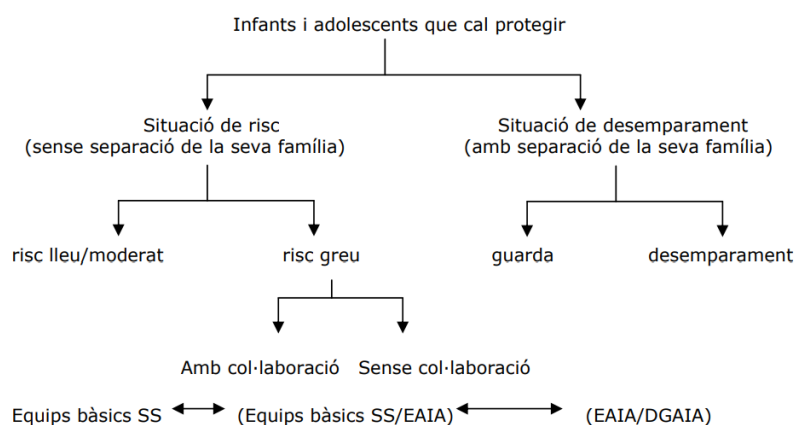 Infants i adolescents que cal protegir
Situació de risc
(sense separació de la seva família)
Situació de desemparament
(amb separació de la seva família)
risc lleu/moderat
risc greu
guarda
desemparament
Amb col·laboració
Sense col·laboració
Equips bàsics SS
(Equips bàsics SS/EAIA)
(EAIA/DGAIA)